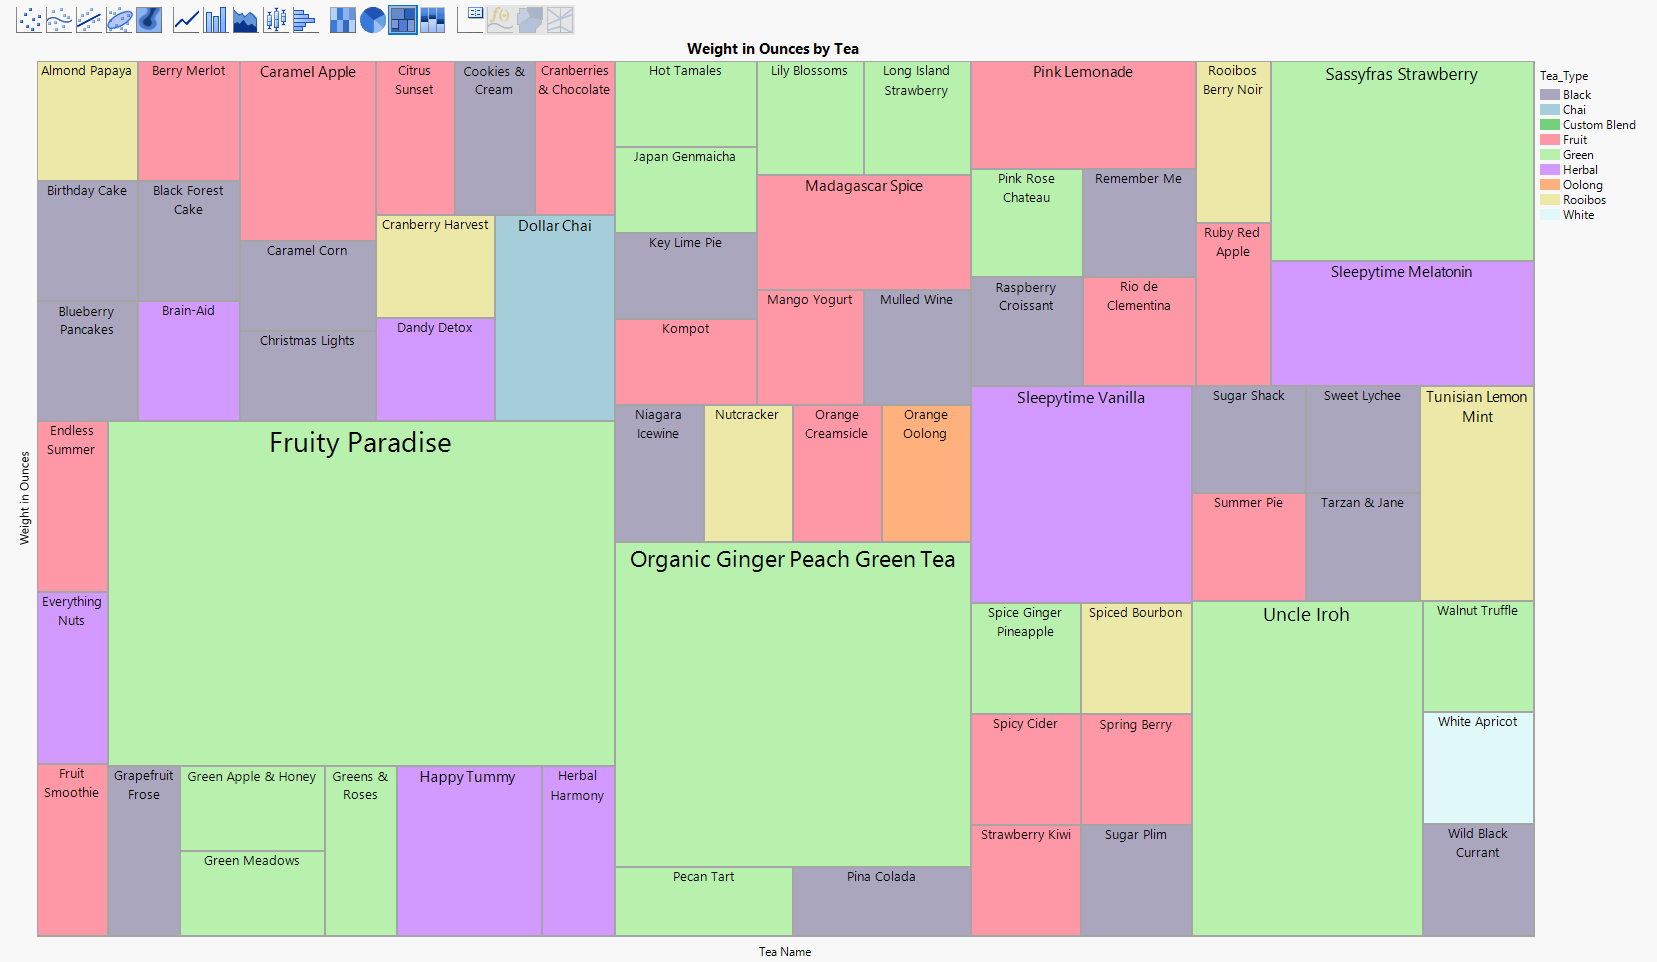 Weight in Ounces by Tea
Almond Papaya
Berry Merlot
Caramel Apple
Citrus
Sunset
Cookies &
Cream
Cranberries
& Chocolate
Hot Tamales
Lily Blossoms
Long Island
Strawberry
Pink Lemonade
Rooibos
Berry Noir
Sassyfras Strawberry
Tea_Type
Black
Chai
Custom Blend
Fruit
Green
Herbal
Oolong
Rooibos
White
Japan Genmaicha
Madagascar Spice
Pink Rose
Chateau
Remember Me
Birthday Cake
Black Forest
Cake
Cranberry Harvest
Dollar Chai
Key Lime Pie
Ruby Red
Apple
Caramel Corn
Sleepytime Melatonin
Blueberry
Pancakes
Brain-Aid
Christmas Lights
Dandy Detox
Kompot
Mango Yogurt
Mulled Wine
Raspberry
Croissant
Rio de
Clementina
Sleepytime Vanilla
Sugar Shack
Sweet Lychee
Tunisian Lemon
Mint
Niagara
Icewine
Nutcracker
Orange
Creamsicle
Orange
Oolong
Endless
Summer
Fruity Paradise
Weight in Ounces
Summer Pie
Tarzan & Jane
Organic Ginger Peach Green Tea
Everything
Nuts
Spice Ginger
Pineapple
Spiced Bourbon
Uncle Iroh
Walnut Truffle
Spicy Cider
Spring Berry
White Apricot
Fruit
Smoothie
Grapefruit
Frose
Green Apple & Honey
Greens &
Roses
Happy Tummy
Herbal
Harmony
Green Meadows
Pecan Tart
Pina Colada
Strawberry Kiwi
Sugar Plim
Wild Black
Currant
Tea Name